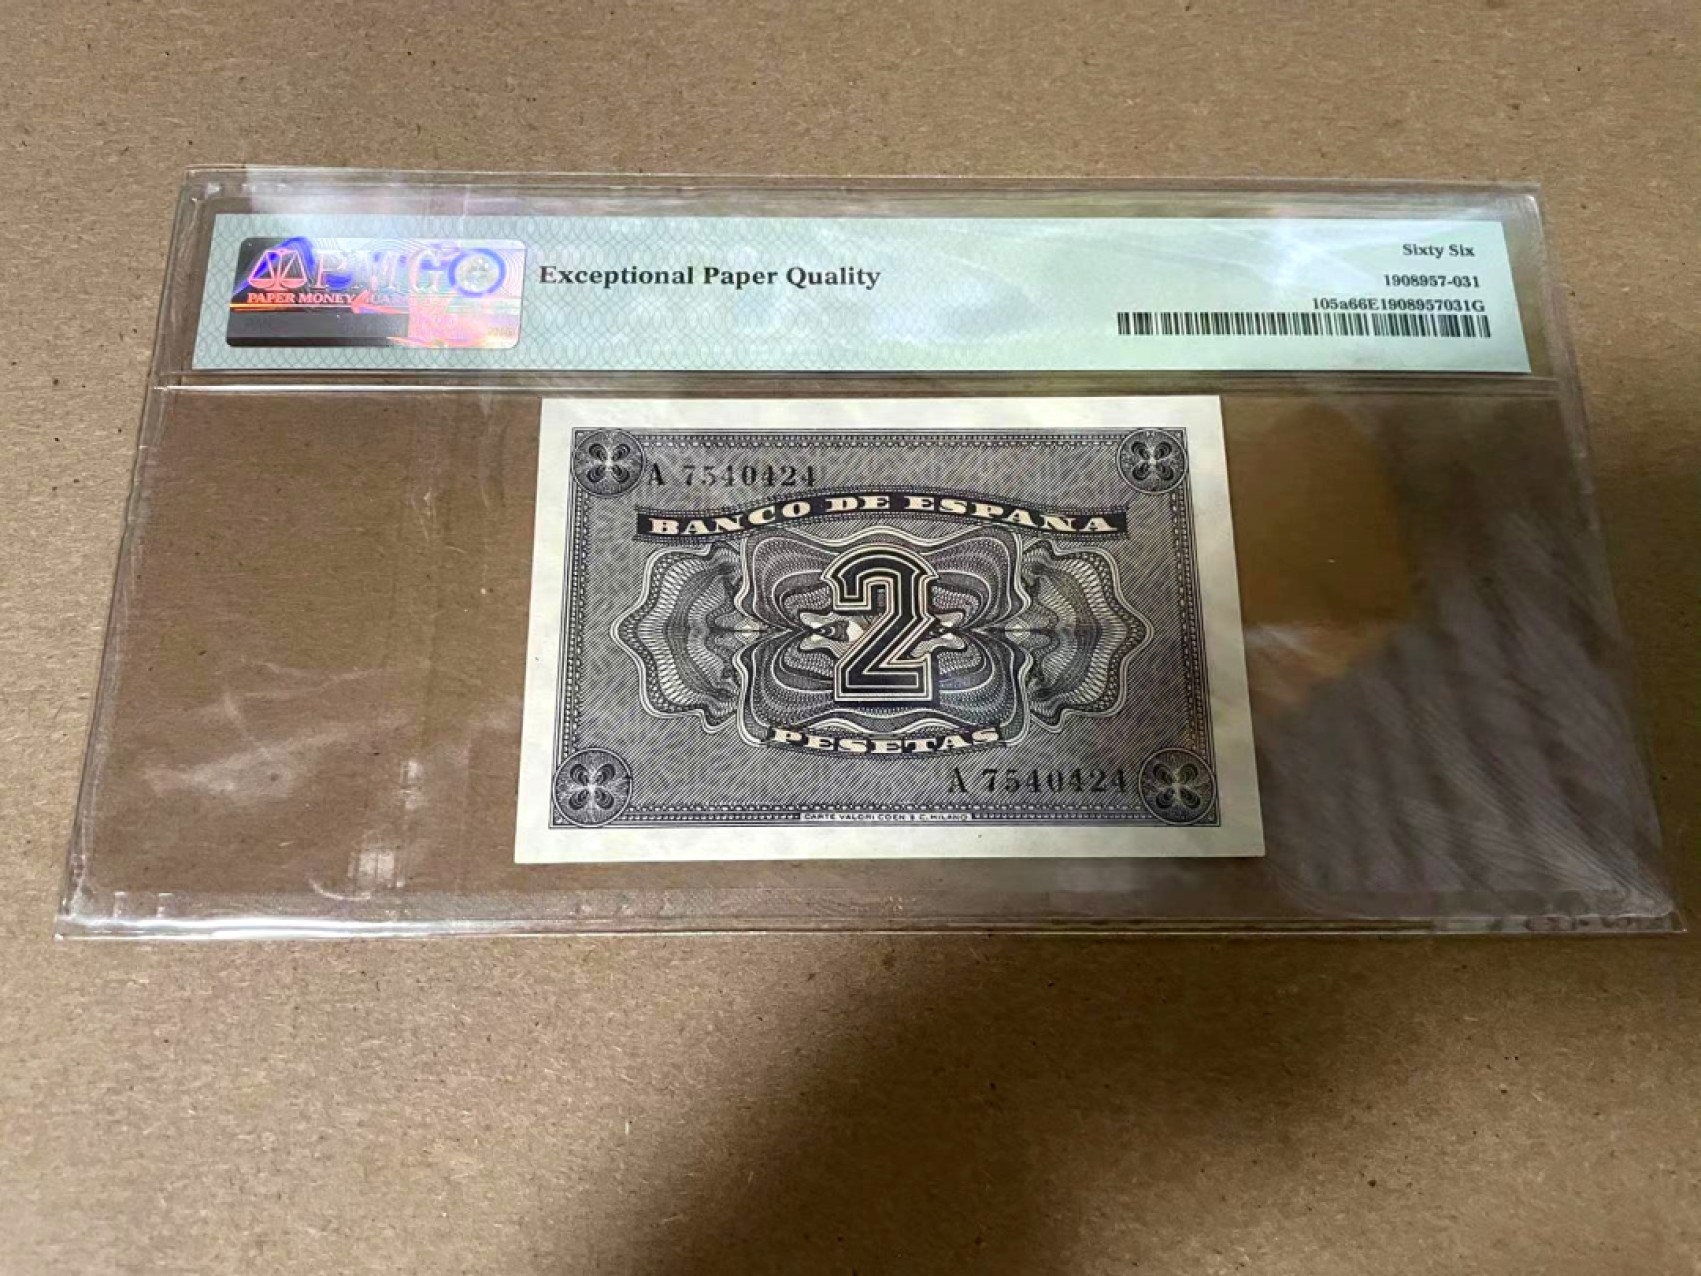 PMG
PAPER MONEY
Exceptional Paper Quality
Sixty Six
1908957-031
105a66E1908957031G
A 7540424
BANCO DE ESPAÑA
2
PESETAS
A 7540424
CARTE VALORI COEN & C. MILANO